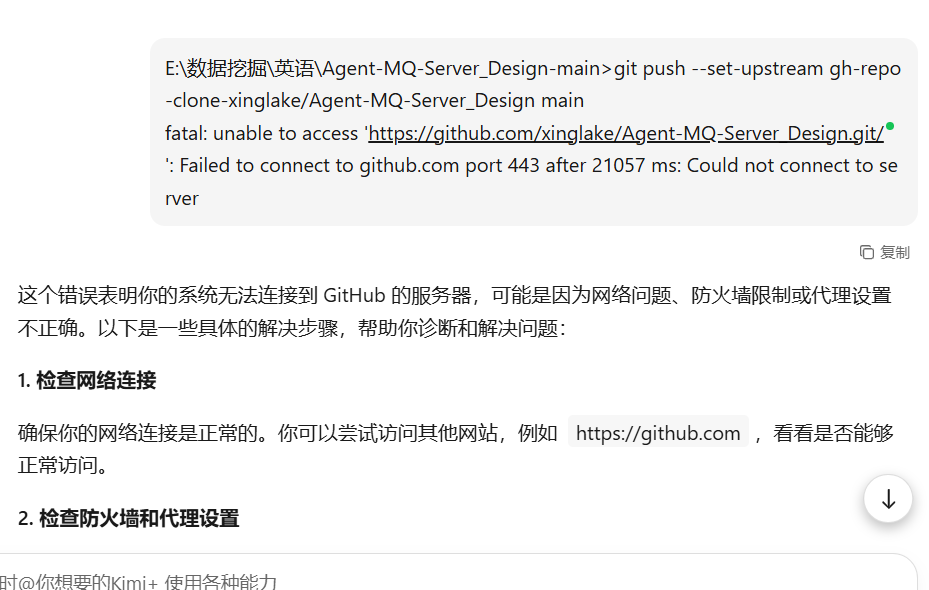 E:\数据挖掘\英语\Agent-MQ-Server_Design-main>git push --set-upstream gh-repo
-clone-xinglake/Agent-MQ-Server_Design main
fatal: unable to access 'https://github.com/xinglake/Agent-MQ-Server_Design.git/
': Failed to connect to github.com port 443 after 21057 ms: Could not connect to se
rver
复制
这个错误表明你的系统无法连接到 GitHub 的服务器，可能是因为网络问题、防火墙限制或代理设置
不正确。以下是一些具体的解决步骤，帮助你诊断和解决问题：
1. 检查网络连接
确保你的网络连接是正常的。你可以尝试访问其他网站，例如 https://github.com ，看看是否能够
正常访问。
2. 检查防火墙和代理设置
时@你想要的Kimi+ 使用各种能力